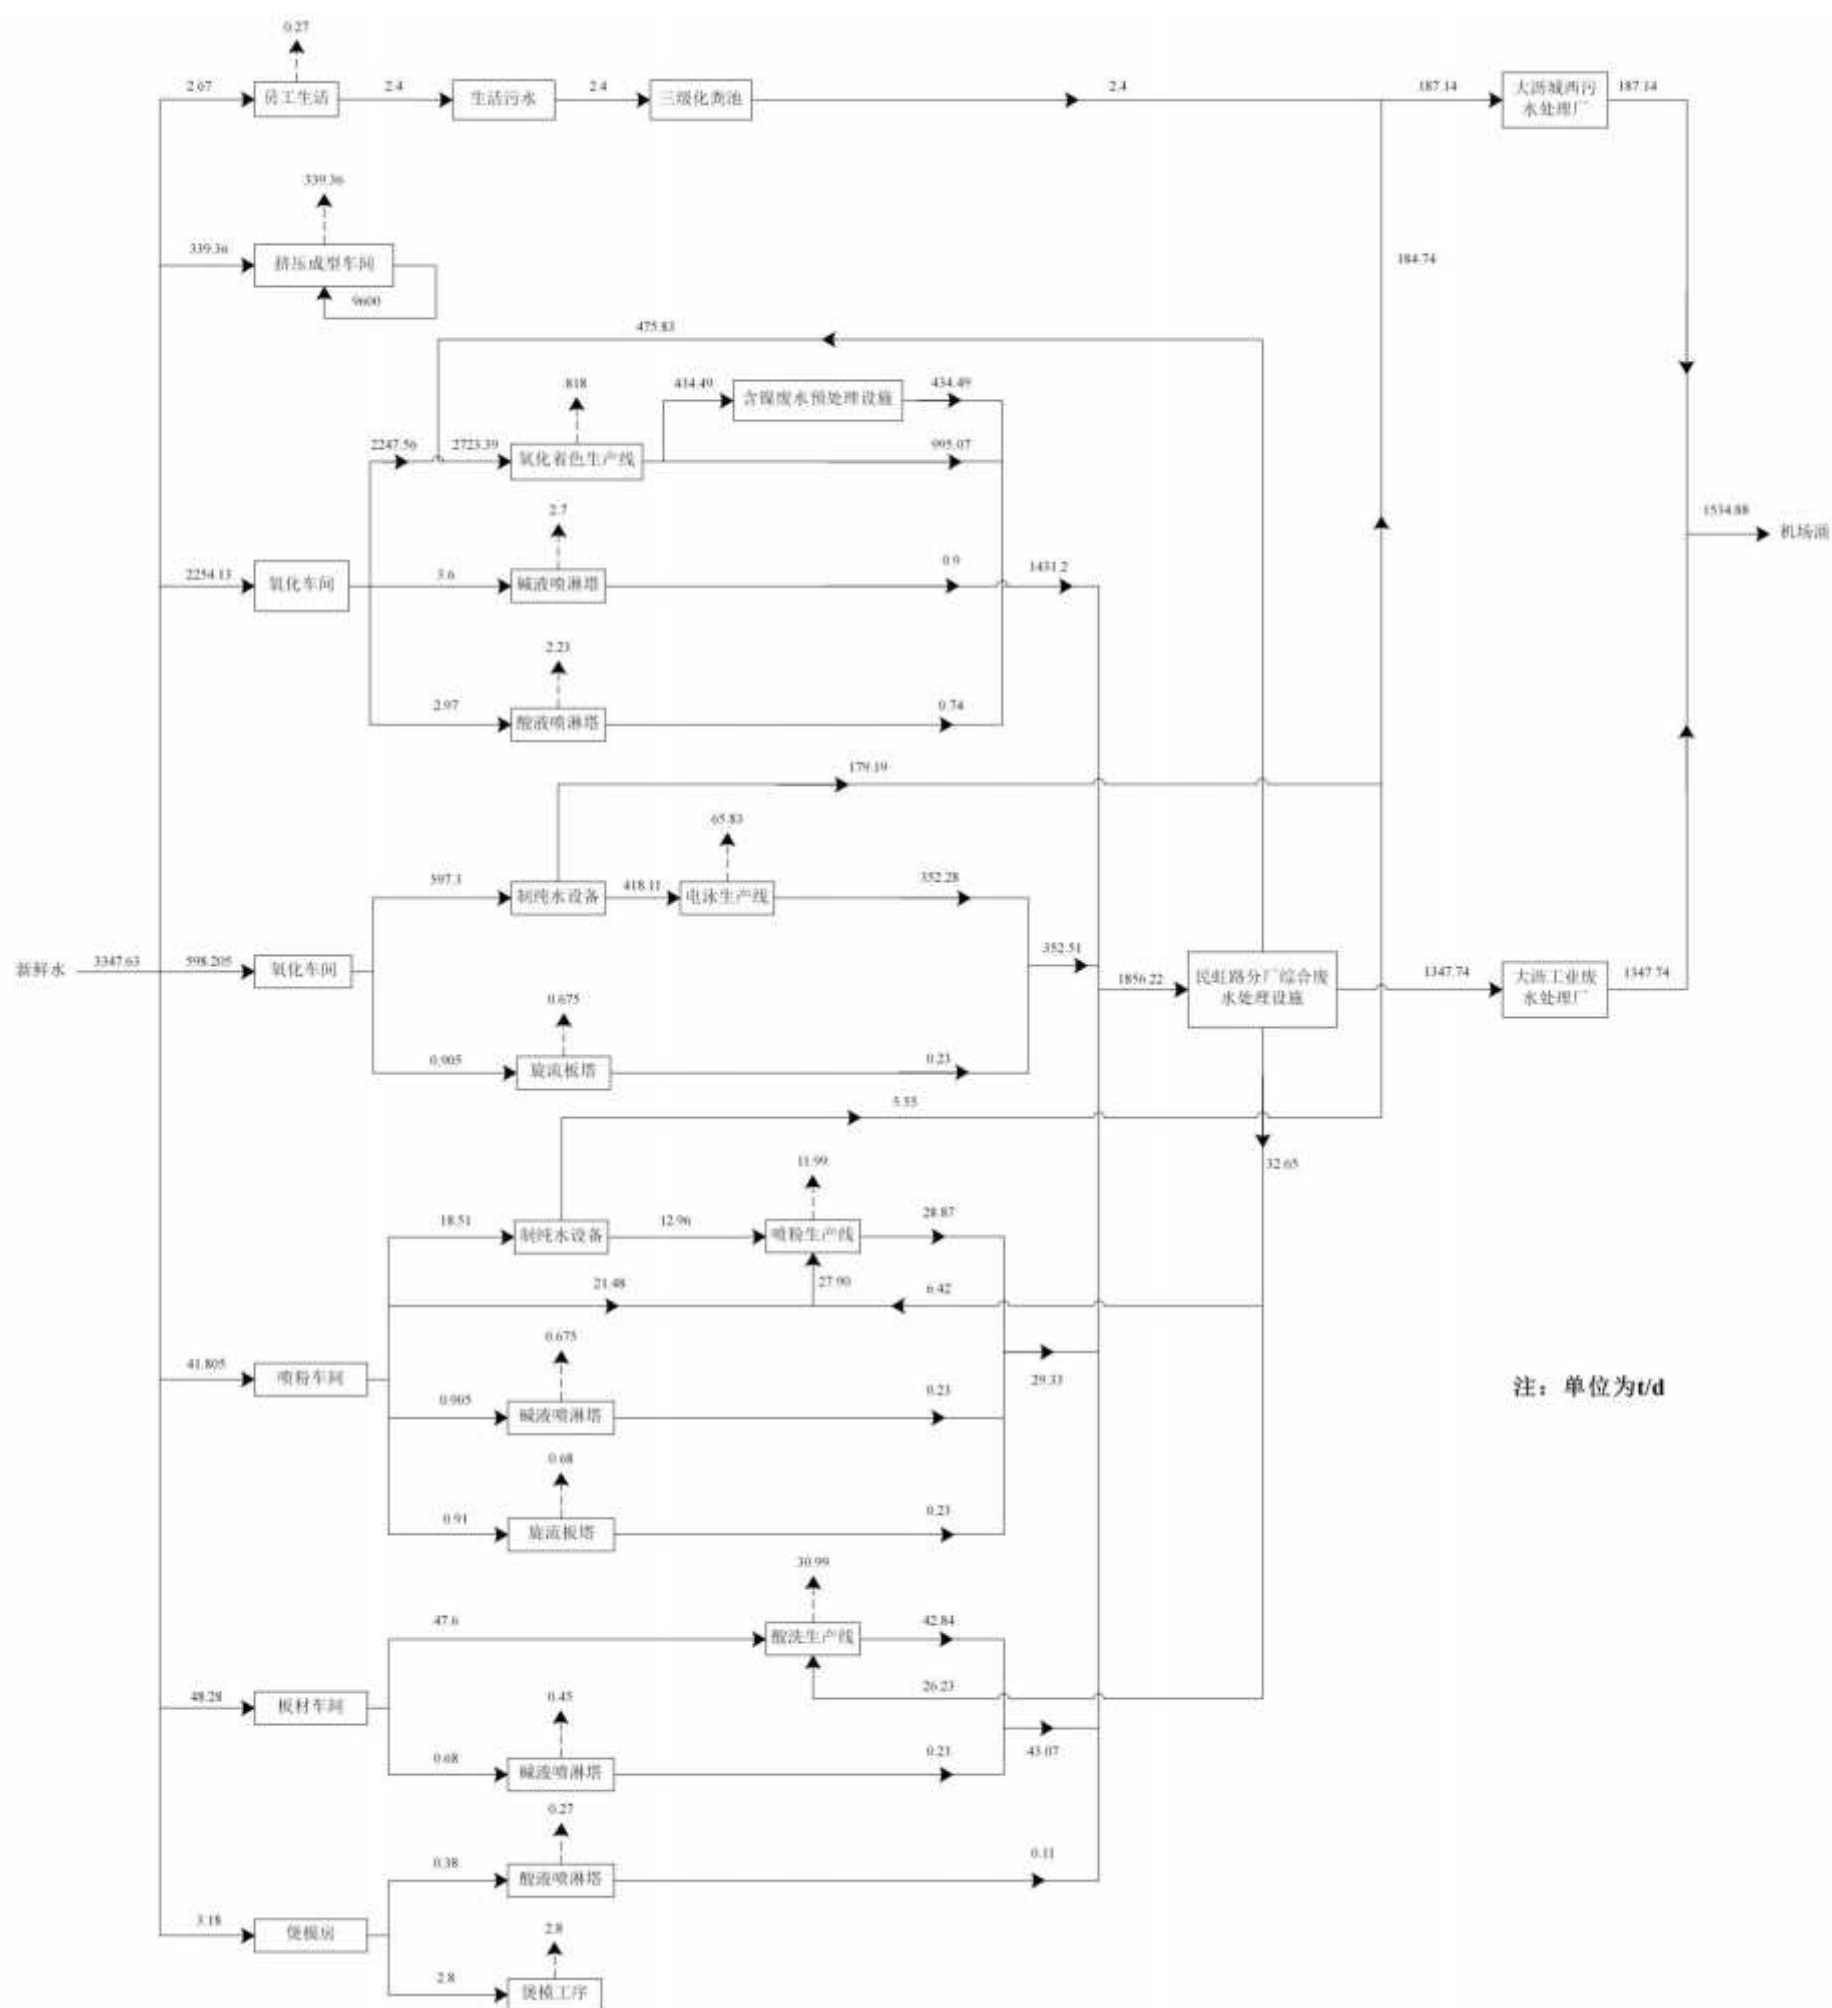 0.27
2.67
员工生活
2.4
生活污水
2.4
三级化粪池
2.4
187.14
大沥城西污
水处理厂
187.14
339.36
339.36
挤压成型车间
9600
184.74
475.83
818
434.49
含镍废水预处理设施
434.49
2247.56
2723.39
氧化着色生产线
995.07
2.7
1534.88
机场涌
2254.13
氧化车间
3.6
碱液喷淋塔
0.9
1431.2
2.23
2.97
酸液喷淋塔
0.74
179.19
65.83
597.3
制纯水设备
418.11
电泳生产线
352.28
新鲜水
3347.63
598.205
氧化车间
352.51
1856.22
民虹路分厂综合废
水处理设施
1347.74
大沥工业废
水处理厂
1347.74
0.675
0.905
旋流板塔
0.23
5.55
32.65
11.99
18.51
制纯水设备
12.96
喷粉生产线
28.87
21.48
27.90
6.42
0.675
41.805
喷粉车间
29.33
注：单位为t/d
0.905
碱液喷淋塔
0.23
0.68
0.91
旋流板塔
0.23
30.99
47.6
酸洗生产线
42.84
26.23
48.28
板材车间
0.45
43.07
0.68
碱液喷淋塔
0.23
0.27
0.38
酸液喷淋塔
0.11
3.18
煲模房
2.8
2.8
煲模工序